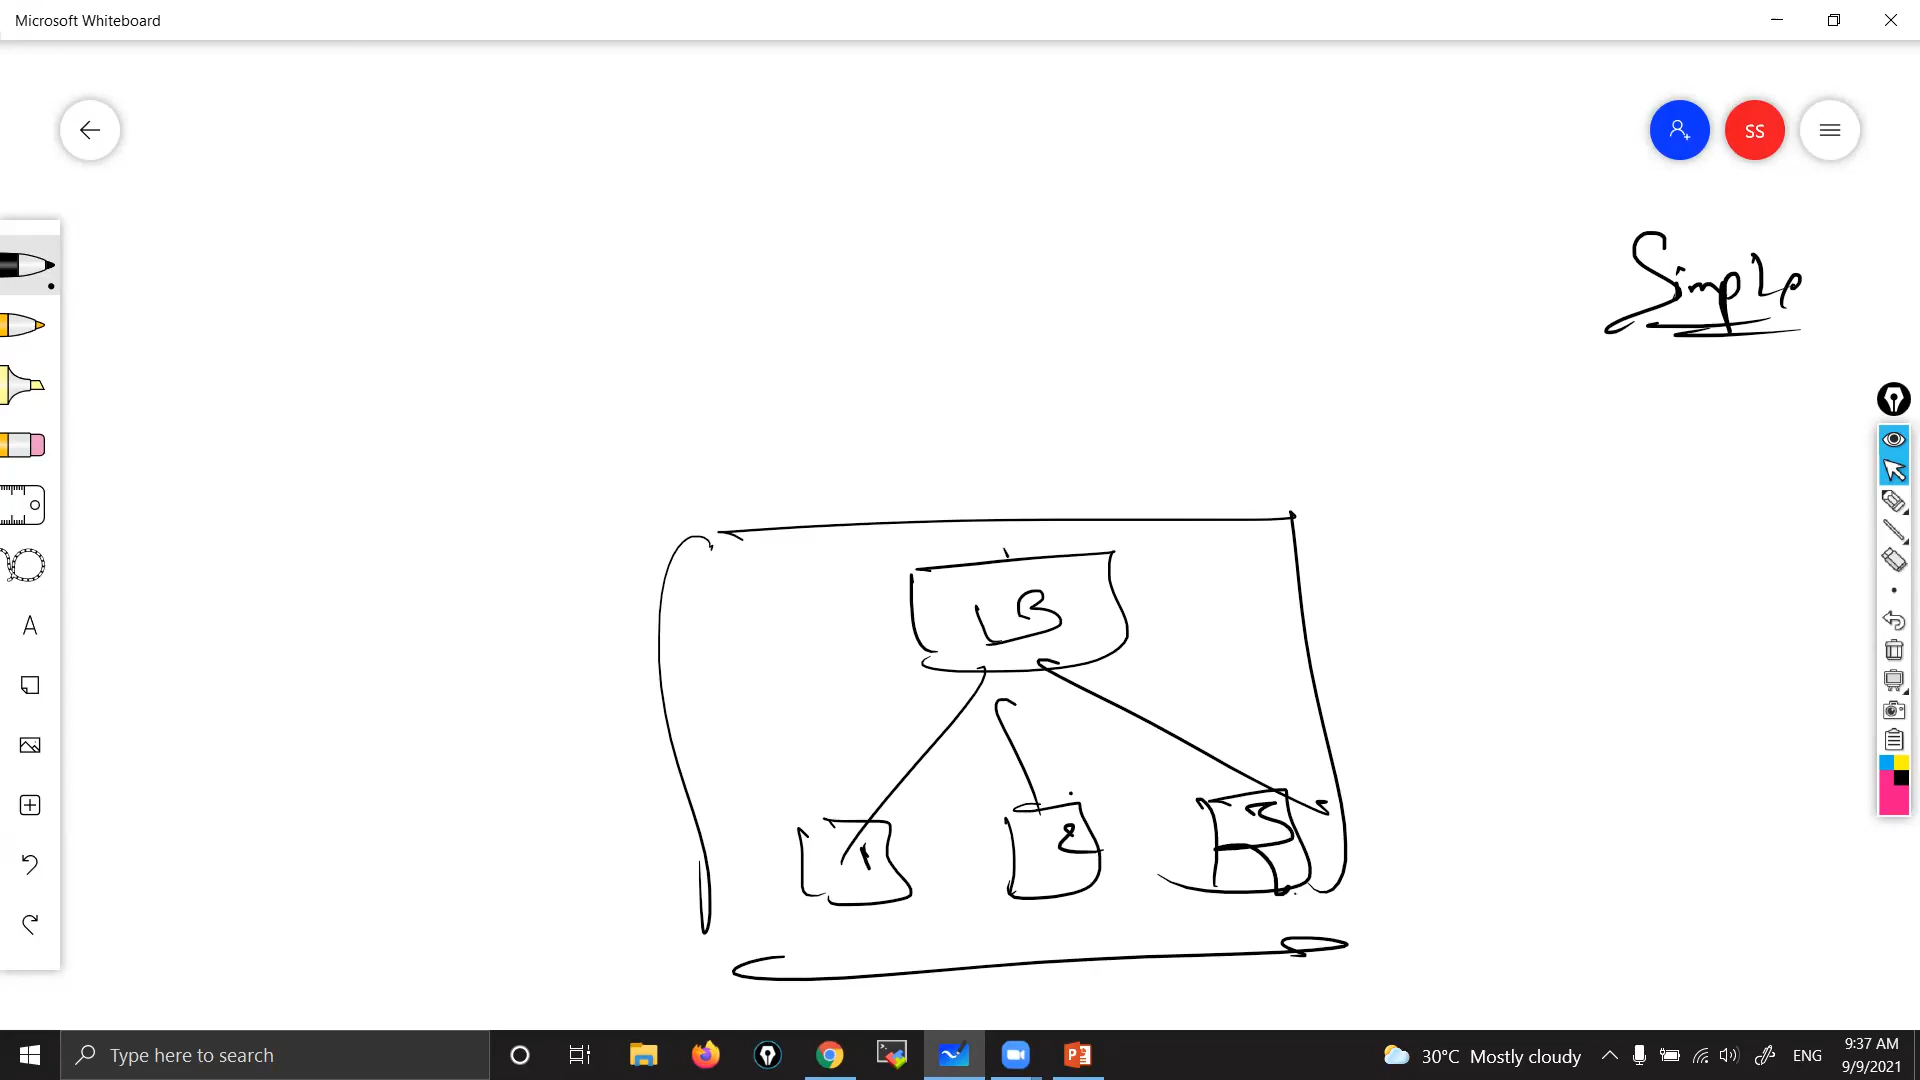 Microsoft Whiteboard
SS
Simple
LB
1
2
3
A
Type here to search
30°C Mostly cloudy
ENG
9:37 AM
9/9/2021